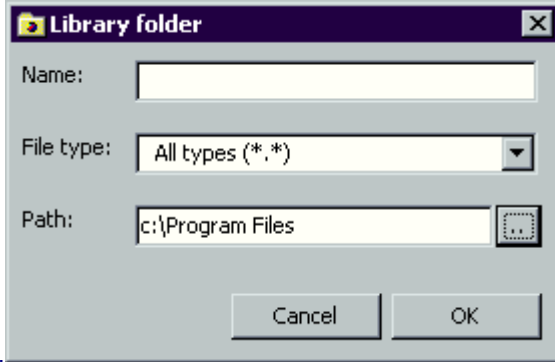 Library folder
Name:
File type: All types (*.*)
Path: c:\Program Files ..
Cancel OK